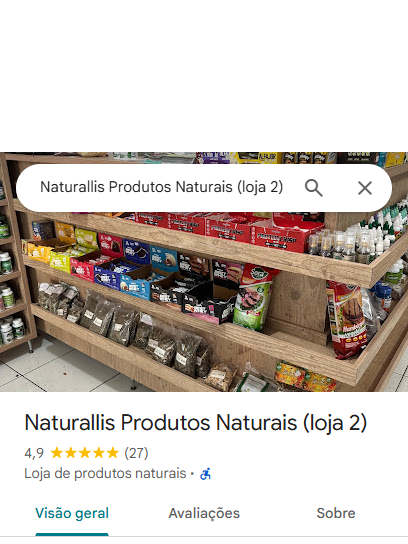 Naturallis Produtos Naturais (loja 2)
Naturallis Produtos Naturais (loja 2)
4,9 (27)
Loja de produtos naturais ·
Visão geral
Avaliações
Sobre